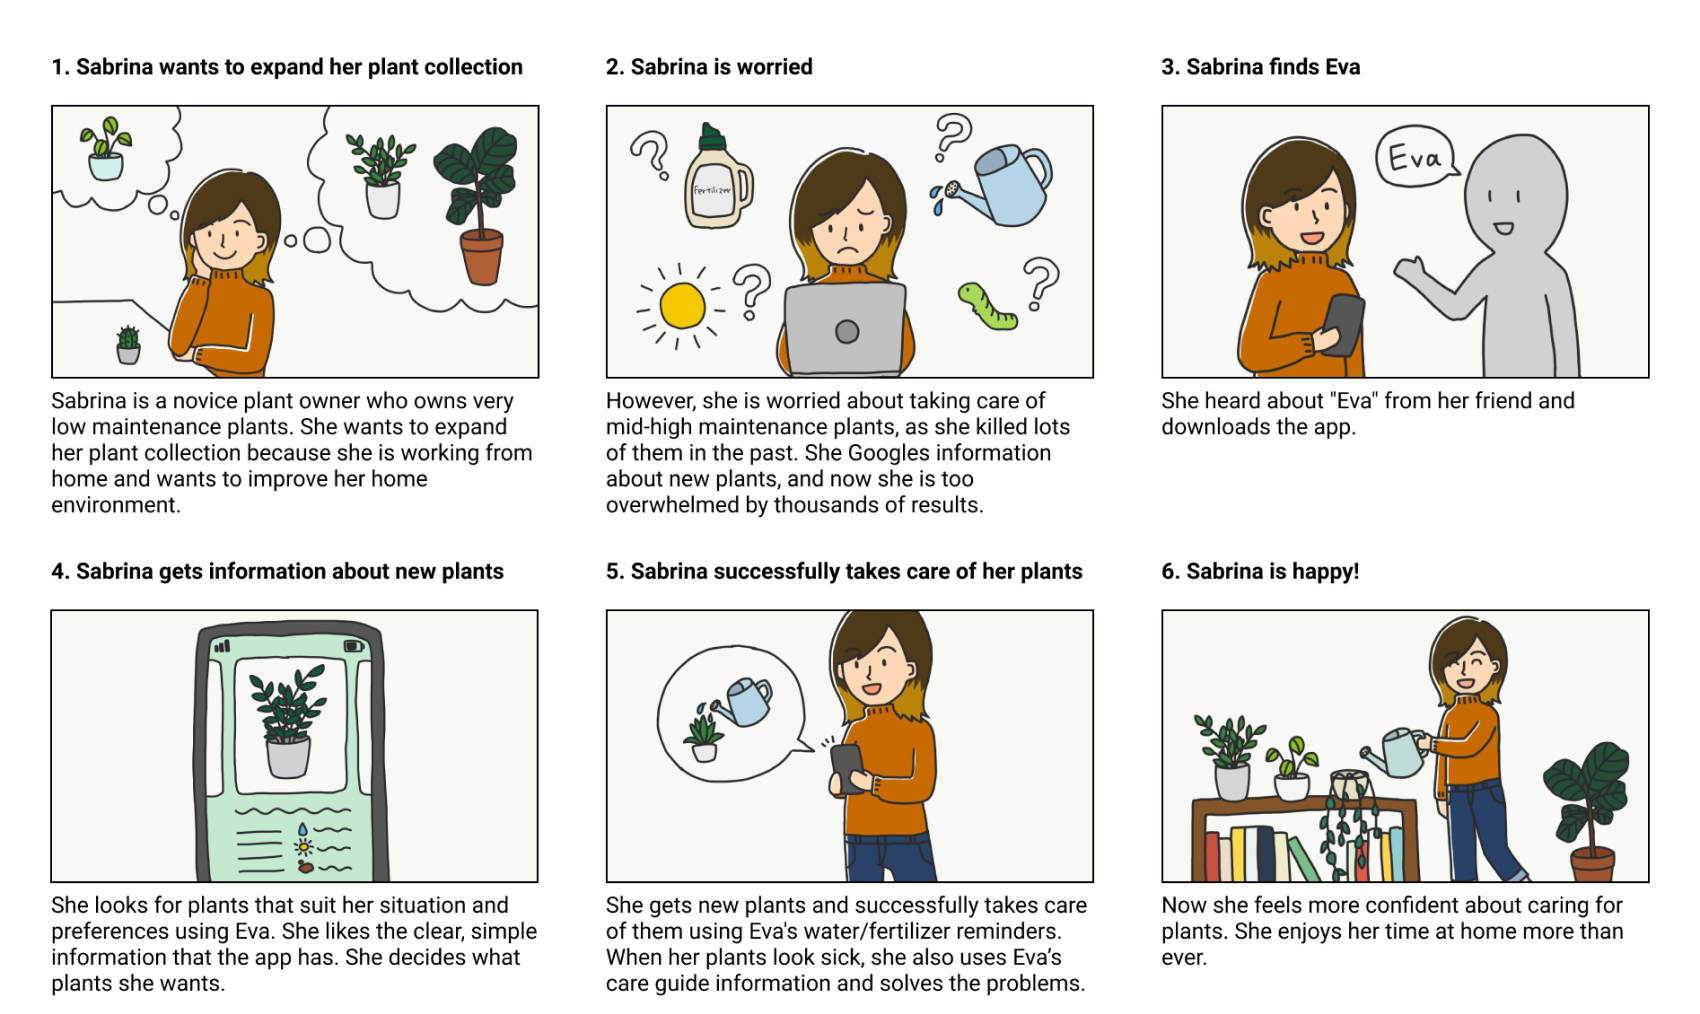 1. Sabrina wants to expand her plant collection
Sabrina is a novice plant owner who owns very
low maintenance plants. She wants to expand
her plant collection because she is working from
home and wants to improve her home
environment.
2. Sabrina is worried
Fertilizer
However, she is worried about taking care of
mid-high maintenance plants, as she killed lots
of them in the past. She Googles information
about new plants, and now she is too
overwhelmed by thousands of results.
3. Sabrina finds Eva
Eva
She heard about "Eva" from her friend and
downloads the app.
4. Sabrina gets information about new plants
She looks for plants that suit her situation and
preferences using Eva. She likes the clear, simple
information that the app has. She decides what
plants she wants.
5. Sabrina successfully takes care of her plants
She gets new plants and successfully takes care
of them using Eva's water/fertilizer reminders.
When her plants look sick, she also uses Eva’s
care guide information and solves the problems.
6. Sabrina is happy!
Now she feels more confident about caring for
plants. She enjoys her time at home more than
ever.